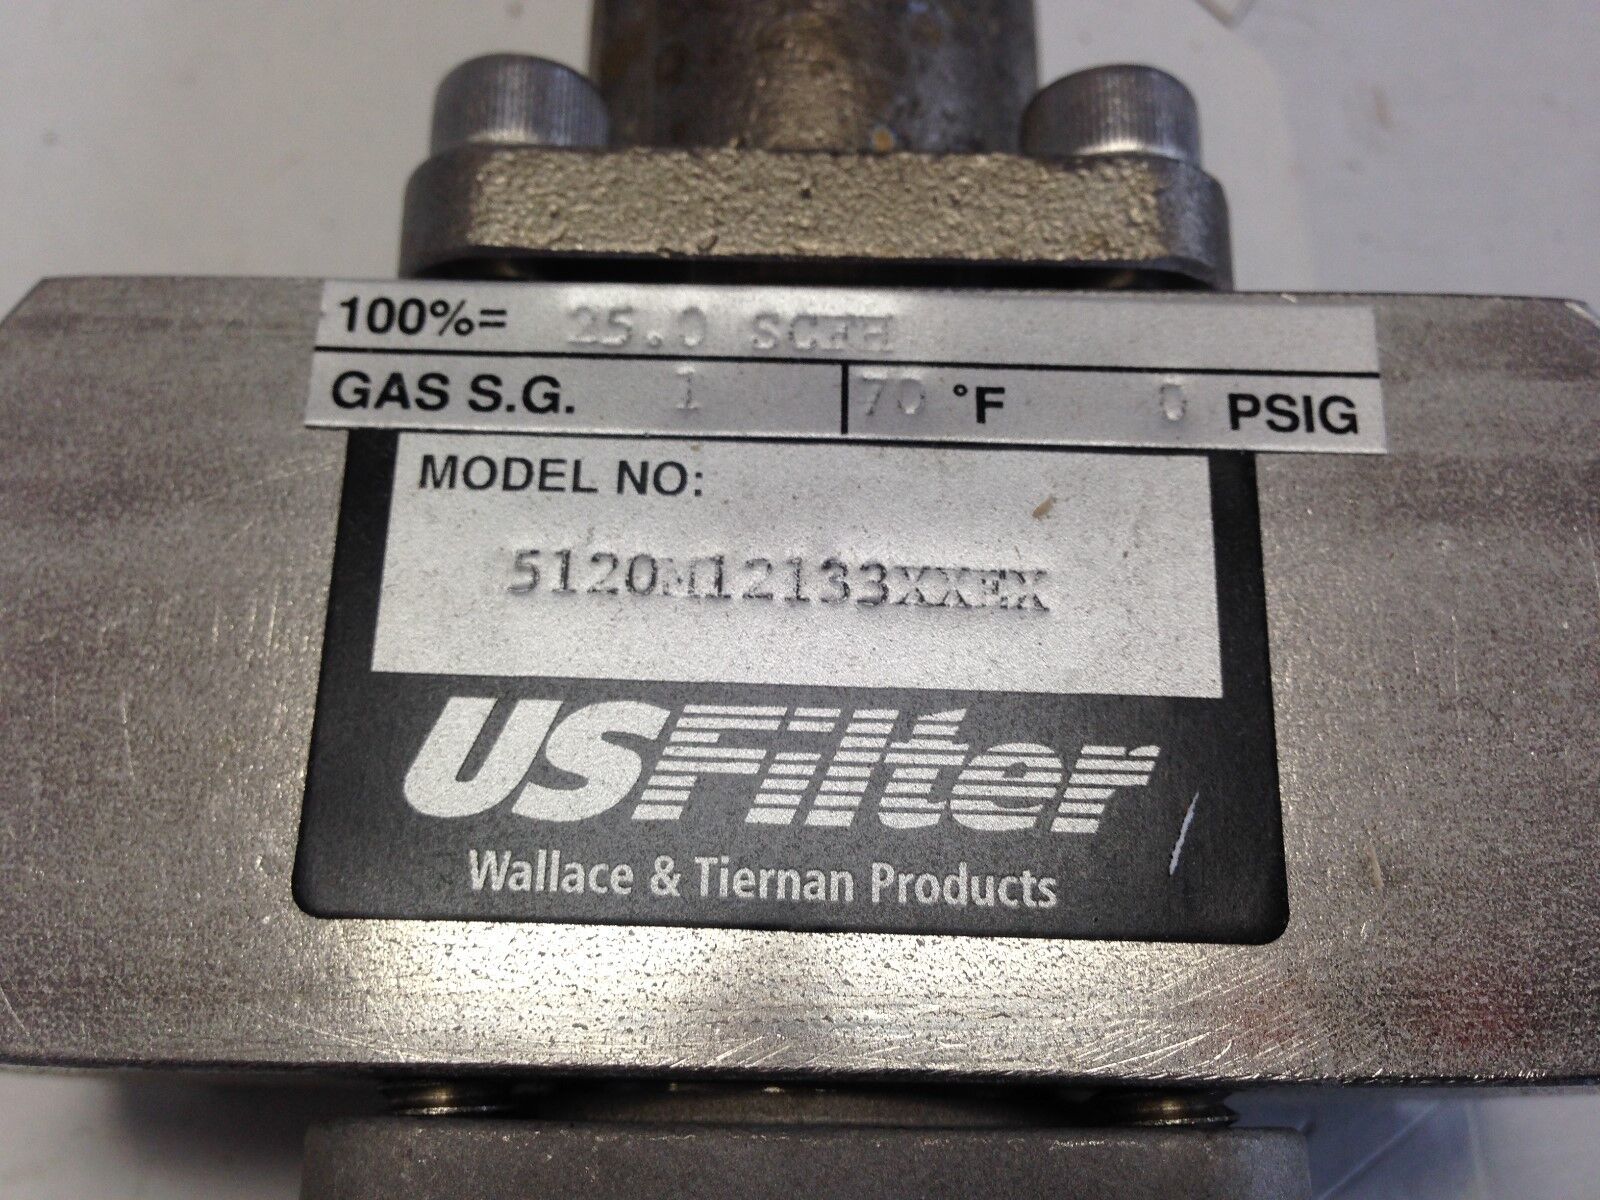 100%= 25.0 SCFH
GAS S.G. 1 70 °F 0 PSIG
MODEL NO:
5120M12133XXEX
USFilter
Wallace & Tiernan Products